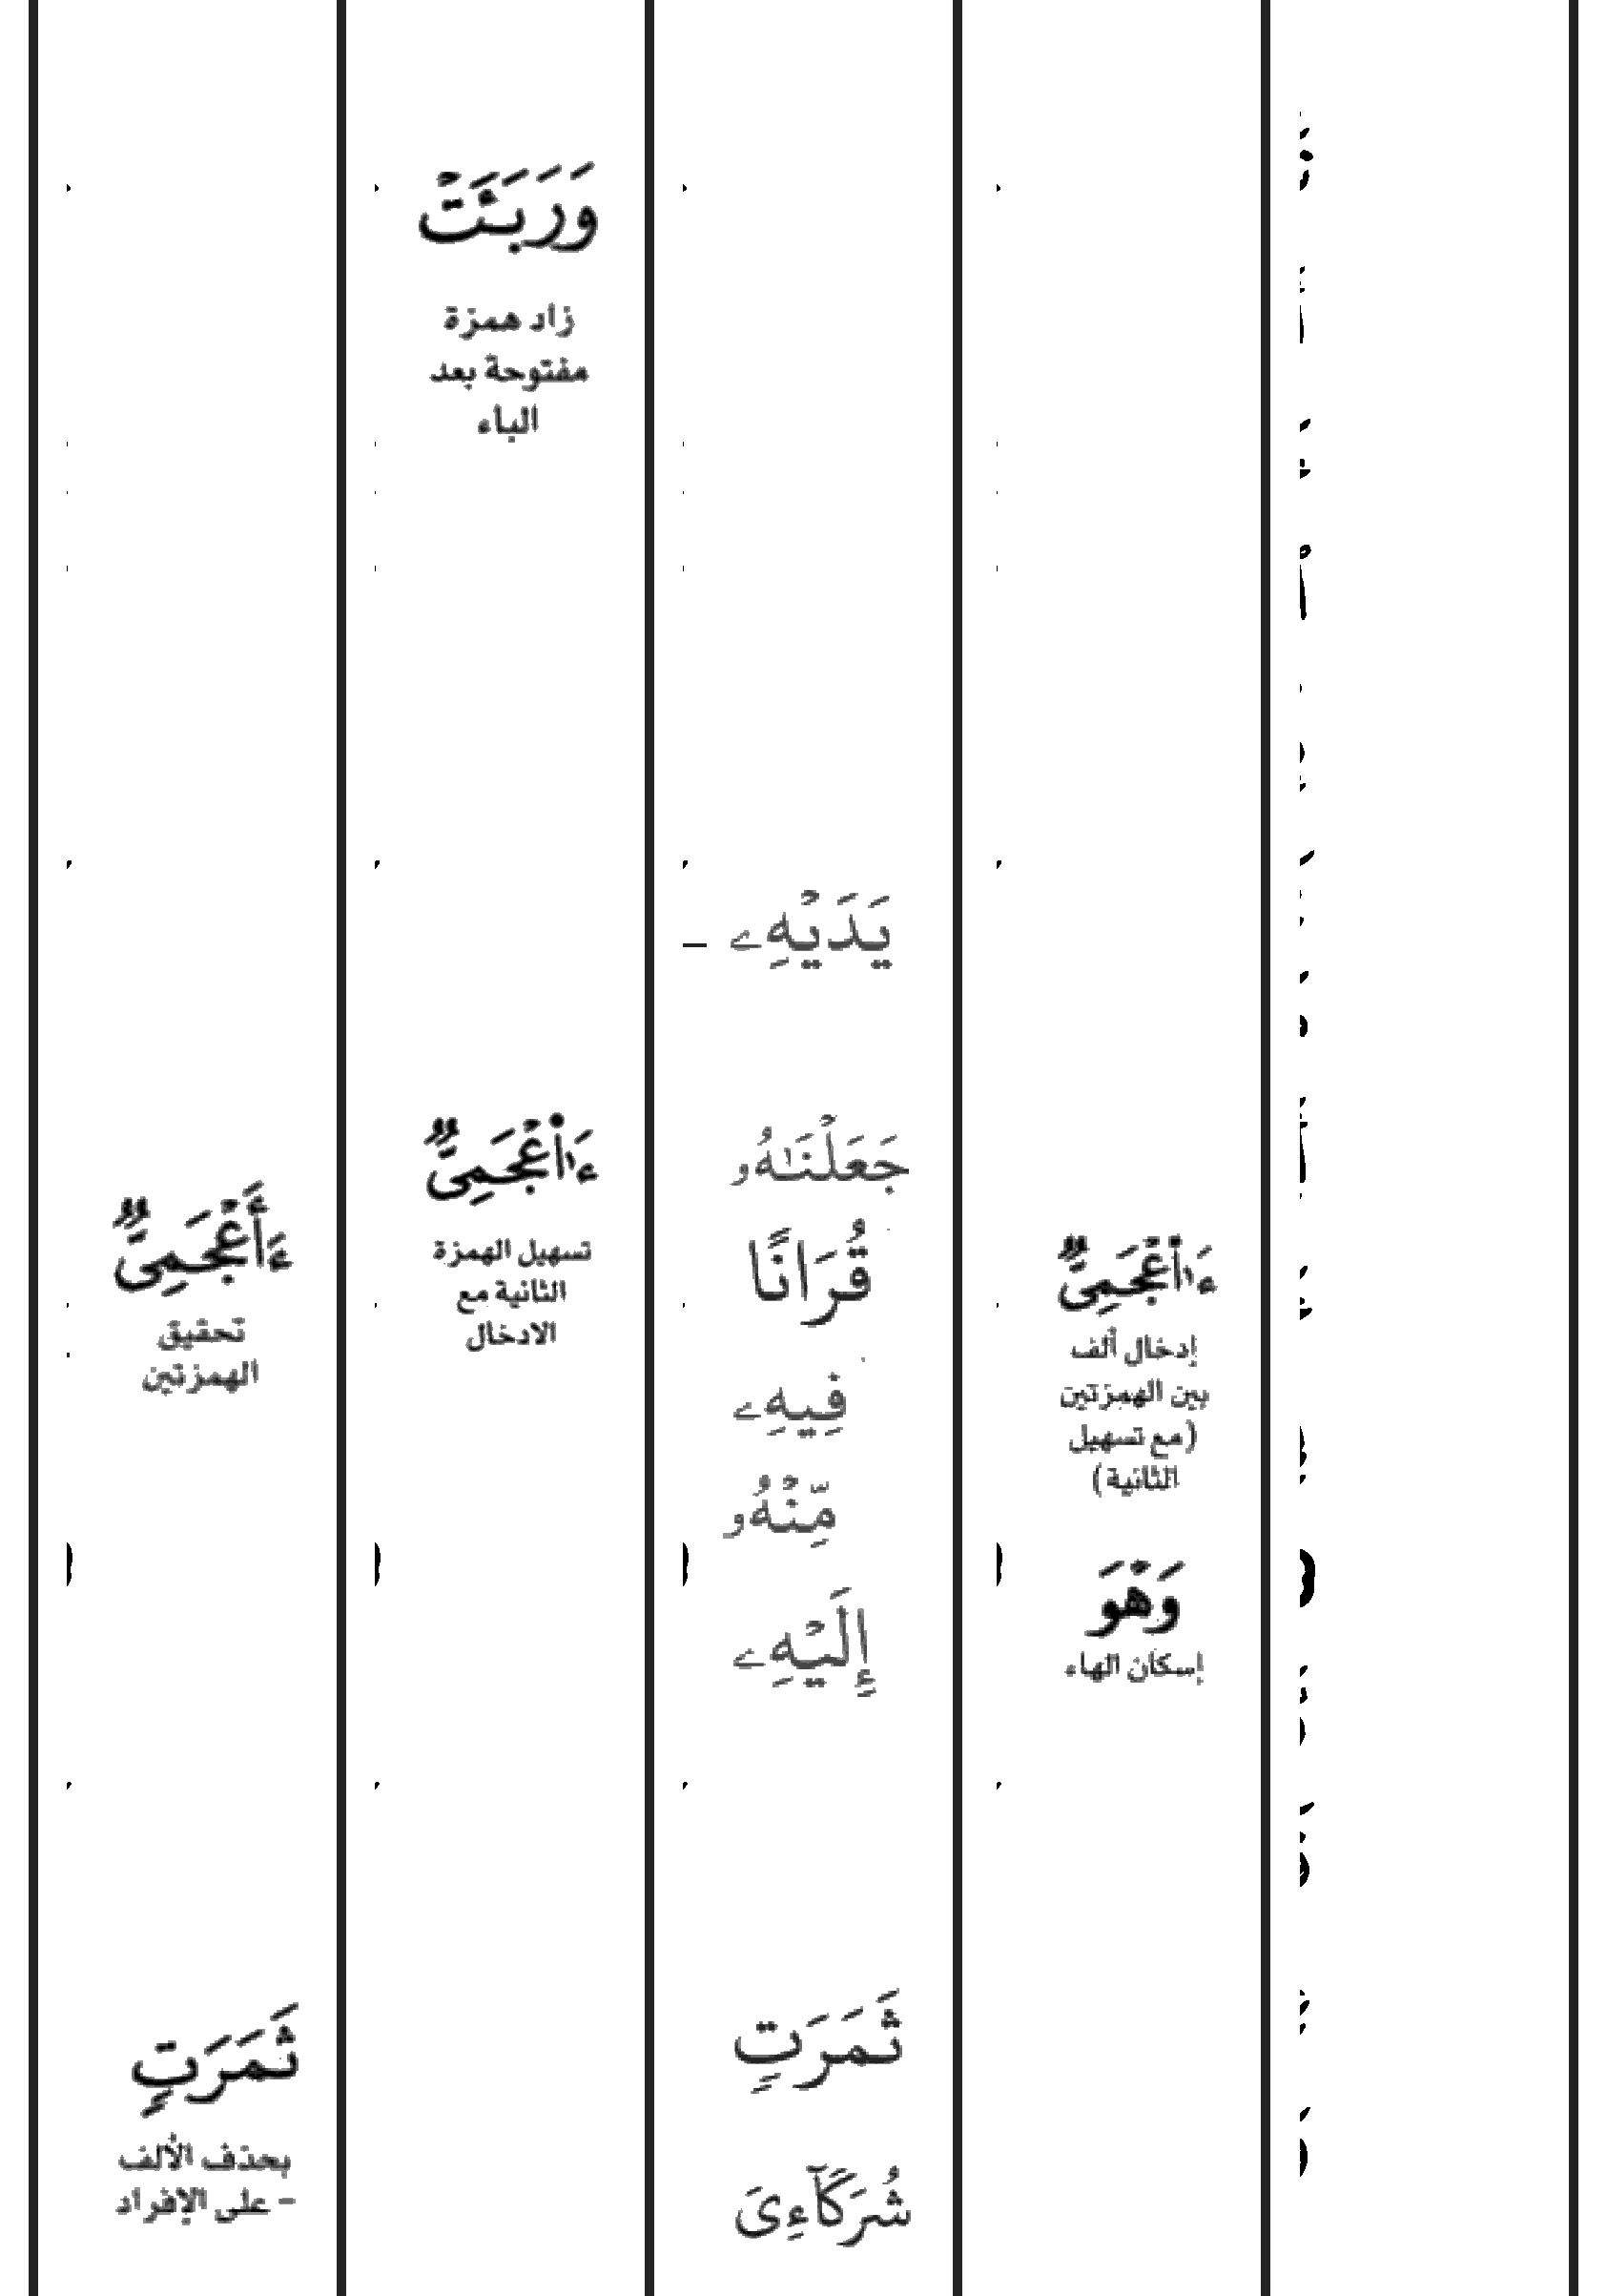 إِدخال ألف
بين الهمزتين
(مع تسهيل
الثانية)
وَهْوَ
إسكان الهاء
يَدَيْهِۦ –
جَعَلْنَٰهُۥ
قُرَانًا
فِيهِۦ
مِّنْهُۥ
إِلَيْهِۦ
ثَمَرَتٍ
شُرَكَآءِىَ
وَرَبَئَتْ
زاد همزة
مفتوحة بعد
الباء
ءَا۬عْجَمِىٌّ
تسهيل الهمزة
الثانية مع
الادخال
ءَأَعْجَمِىٌّ
تحقيق
الهمزتين
ثَمَرَتٍ
بحذف الألف
- على الإفراد